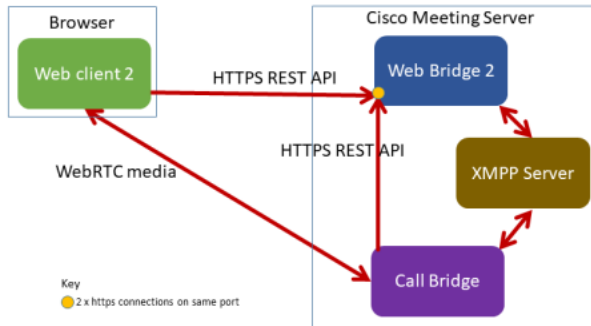 Browser
Cisco Meeting Server
Web client 2
Web Bridge 2
HTTPS REST API
HTTPS REST API
WebRTC media
XMPP Server
Call Bridge
Key
2 x https connections on same port